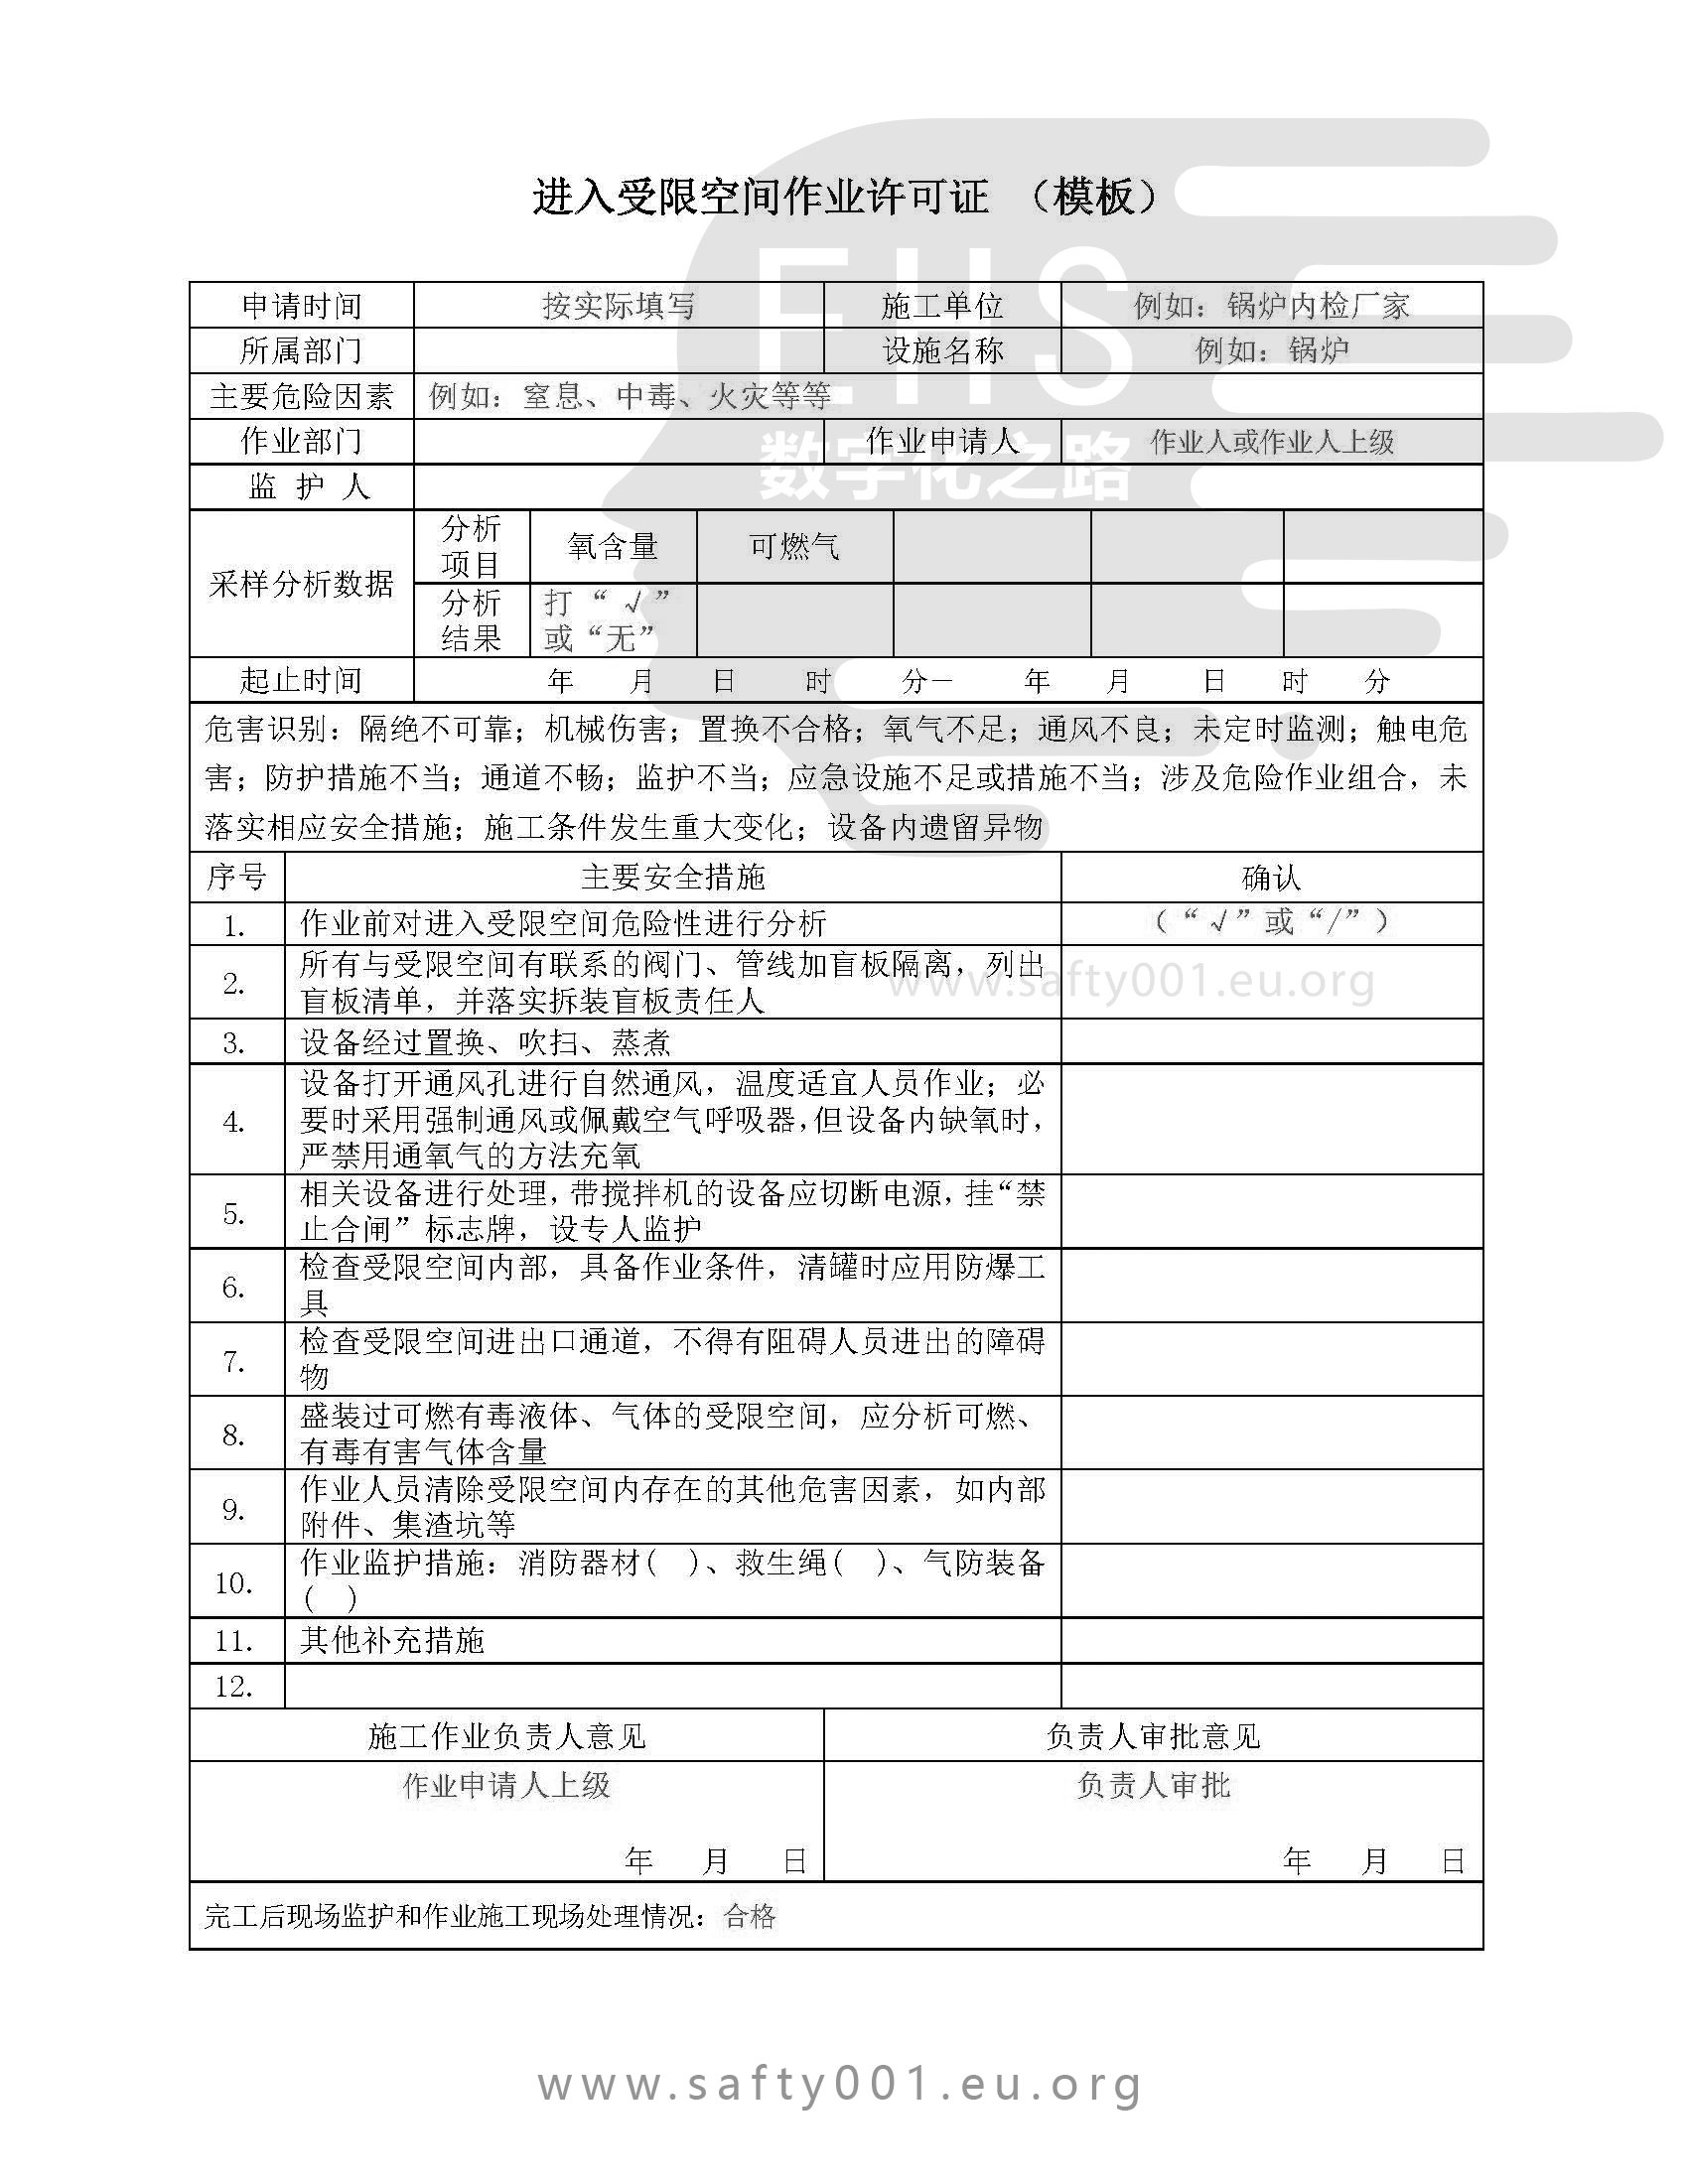 进入受限空间作业许可证 （模板）
EHS
数字化之路
申请时间 按实际填写 施工单位 例如：锅炉内检厂家
所属部门 设施名称 例如：锅炉
主要危险因素 例如：窒息、中毒、火灾等等
作业部门 作业申请人 作业人或作业人上级
监 护 人
采样分析数据
分析
项目
氧含量 可燃气
分析
结果
打 “ √ ”
或 “无”
起止时间 年 月 日 时 分— 年 月 日 时 分
危害识别：隔绝不可靠；机械伤害；置换不合格；氧气不足；通风不良；未定时监测；触电危
害；防护措施不当；通道不畅；监护不当；应急设施不足或措施不当；涉及危险作业组合，未
落实相应安全措施；施工条件发生重大变化；设备内遗留异物
序号 主要安全措施 确认
1. 作业前对进入受限空间危险性进行分析 （ “ √ ” 或 “/” ）
2. 所有与受限空间有联系的阀门、管线加盲板隔离，列出
盲板清单，并落实拆装盲板责任人
www.safty001.eu.org
3. 设备经过置换、吹扫、蒸煮
4. 设备打开通风孔进行自然通风，温度适宜人员作业；必
要时采用强制通风或佩戴空气呼吸器,但设备内缺氧时，
严禁用通氧气的方法充氧
5. 相关设备进行处理，带搅拌机的设备应切断电源，挂“禁
止合闸”标志牌，设专人监护
6. 检查受限空间内部，具备作业条件，清罐时应用防爆工
具
7. 检查受限空间进出口通道，不得有阻碍人员进出的障碍
物
8. 盛装过可燃有毒液体、气体的受限空间，应分析可燃、
有毒有害气体含量
9. 作业人员清除受限空间内存在的其他危害因素，如内部
附件、集渣坑等
10. 作业监护措施：消防器材( )、救生绳( )、气防装备
( )
11. 其他补充措施
12.
施工作业负责人意见 负责人审批意见
作业申请人上级 负责人审批
年 月 日 年 月 日
完工后现场监护和作业施工现场处理情况：合格
www.safty001.eu.org